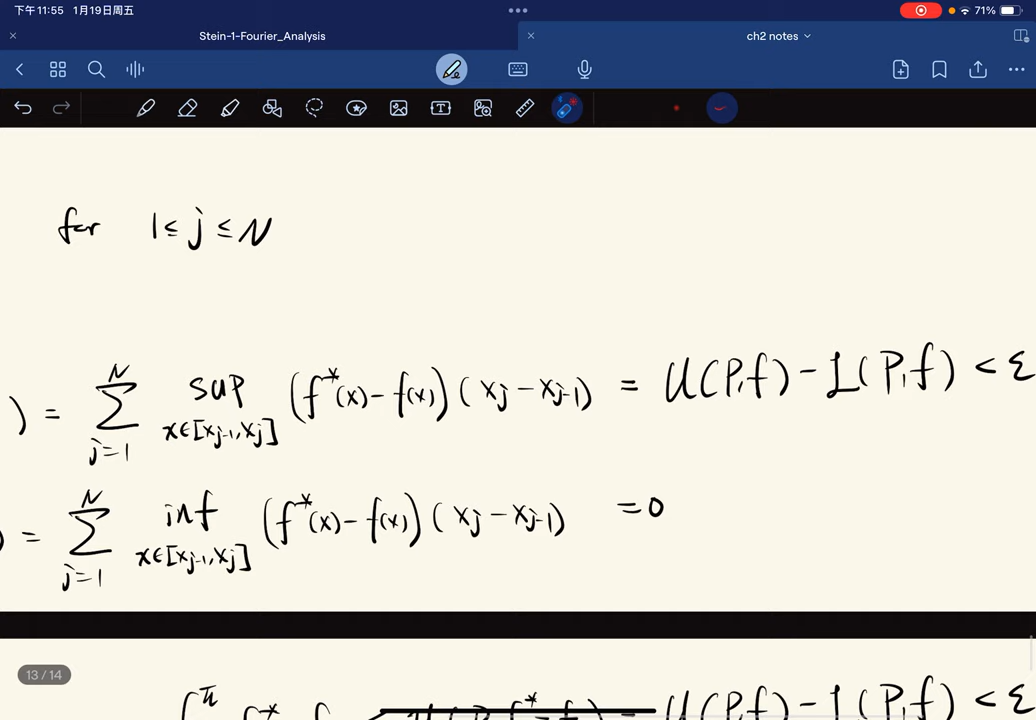 下午11:55 1月19日周五 71%
Stein-1-Fourier_Analysis ch2 notes
for 1≤ j ≤ N
) = ∑_{j=1}^{N} sup_{x∈[x_{j-1}, x_j]} (f*(x) - f(x)) (x_j - x_{j-1}) = U(P,f) - L(P,f) < ε
) = ∑_{j=1}^{N} inf_{x∈[x_{j-1}, x_j]} (f*(x) - f(x)) (x_j - x_{j-1}) = 0
13 / 14
= U(P,f) - L(P,f) < ε